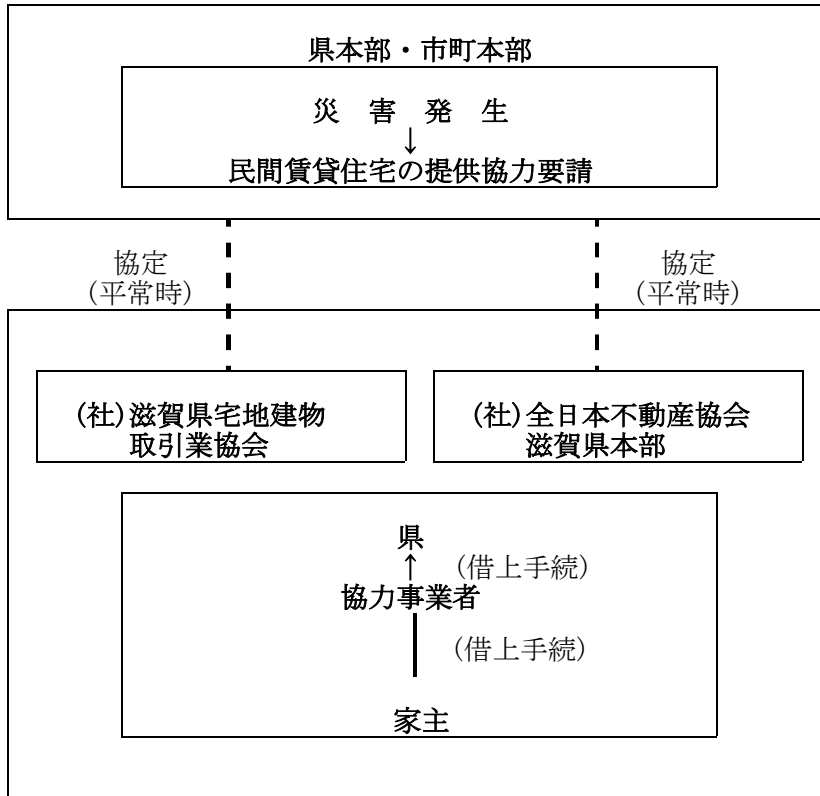 県本部・市町本部
災 害 発 生
↓
民間賃貸住宅の提供協力要請
協定
(平常時)
協定
(平常時)
(社)滋賀県宅地建物
取引業協会
(社)全日本不動産協会
滋賀県本部
県
↑ (借上手続)
協力事業者
(借上手続)
家主